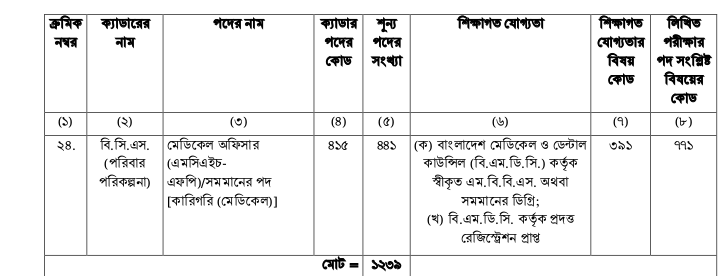 ক্রমিক নম্বর | ক্যাডারের নাম | পদের নাম | ক্যাডার পদের কোড | শূন্য পদের সংখ্যা | শিক্ষাগত যোগ্যতা | শিক্ষাগত যোগ্যতার বিষয় কোড | লিখিত পরীক্ষার পদ সংশ্লিষ্ট বিষয়ের কোড
(১) | (২) | (৩) | (৪) | (৫) | (৬) | (৭) | (৮)
২৪. | বি.সি.এস. (পরিবার পরিকল্পনা) | মেডিকেল অফিসার (এমসিএইচ-এফপি)/সমমানের পদ [কারিগরি (মেডিকেল)] | ৪১৫ | ৪৪১ | (ক) বাংলাদেশ মেডিকেল ও ডেন্টাল কাউন্সিল (বি.এম.ডি.সি.) কর্তৃক স্বীকৃত এম.বি.বি.এস. অথবা সমমানের ডিগ্রি; (খ) বি.এম.ডি.সি. কর্তৃক প্রদত্ত রেজিস্ট্রেশন প্রাপ্ত | ৩৯১ | ৭৭১
মোট = | ১২৩৯